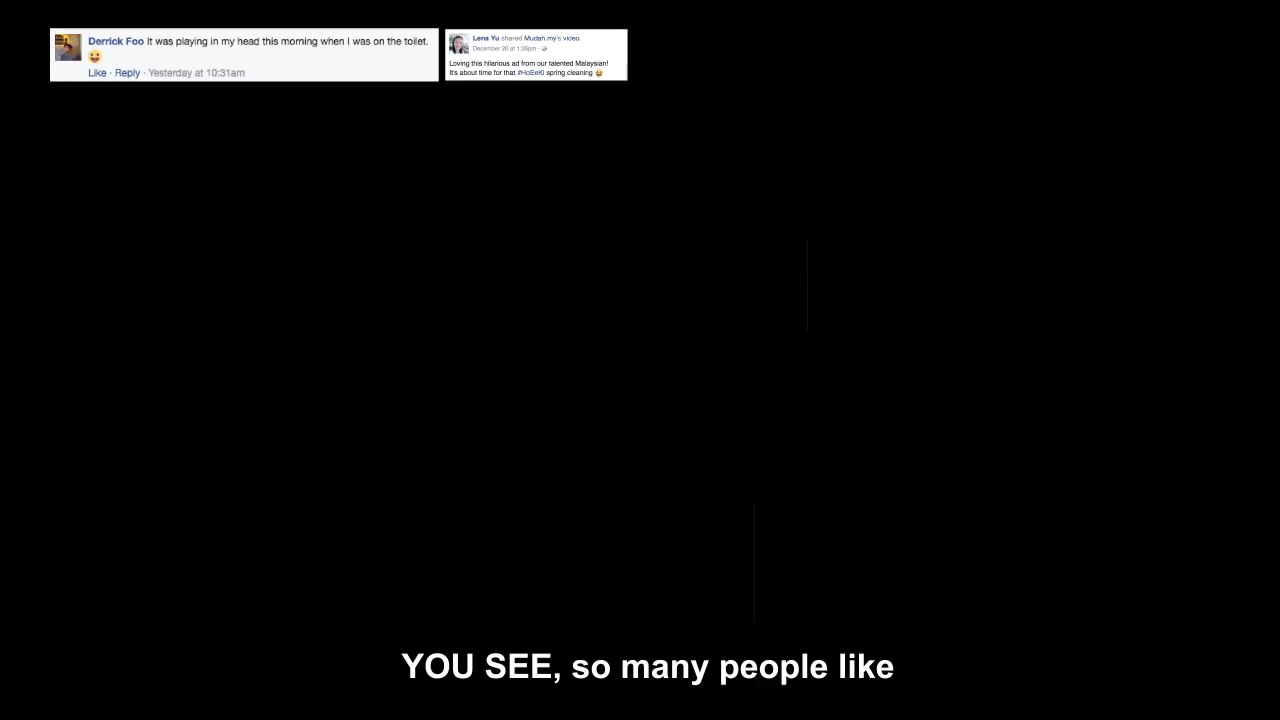 Derrick Foo It was playing in my head this morning when I was on the toilet.
😜
Like · Reply · Yesterday at 10:31am
Lena Yu shared Mudah.my's video.
December 20 at 1:35pm ·
Loving this hilarious ad from our talented Malaysian!
It's about time for that #HoEeKi spring cleaning 😆
YOU SEE, so many people like